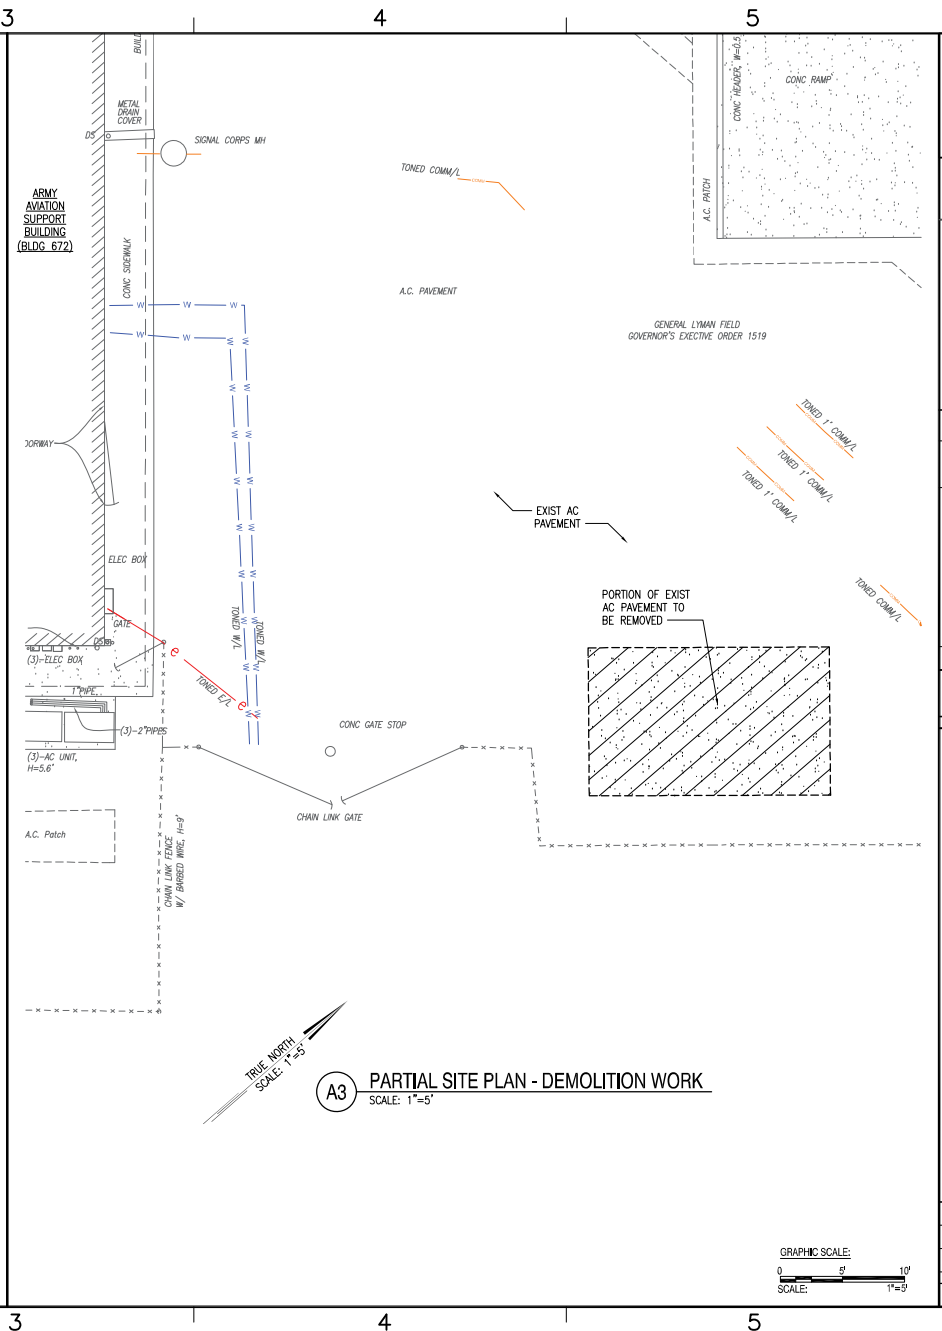 3
4
5
BUILD
METAL
DRAIN
COVER
DS
SIGNAL CORPS MH
TONED COMM/L
COMM
CONC HEADER, W=0.5
CONC RAMP
A.C. PATCH
ARMY
AVIATION
SUPPORT
BUILDING
(BLDG 672)
CONC SIDEWALK
A.C. PAVEMENT
GENERAL LYMAN FIELD
GOVERNOR'S EXECTIVE ORDER 1519
W W W
W W
W W W W W W W W W
W W W W W W W W W
TONED 1' COMM/L
TONED 1' COMM/L
TONED 1' COMM/L
OORWAY
EXIST AC
PAVEMENT
ELEC BOX
PORTION OF EXIST
AC PAVEMENT TO
BE REMOVED
TONED COMM/L
GATE
TONED W/L
TONED W/L
DS
(3)-ELEC BOX
e
TONED E/L
e
1"PIPE
(3)-2"PIPES
CONC GATE STOP
(3)-AC UNIT,
H=5.6'
CHAIN LINK GATE
A.C. Patch
CHAIN LINK FENCE
W/ BARBED WIRE, H=9'
TRUE NORTH
SCALE: 1"=5'
A3
PARTIAL SITE PLAN - DEMOLITION WORK
SCALE: 1"=5'
GRAPHIC SCALE:
0 5' 10'
SCALE: 1"=5'
3
4
5